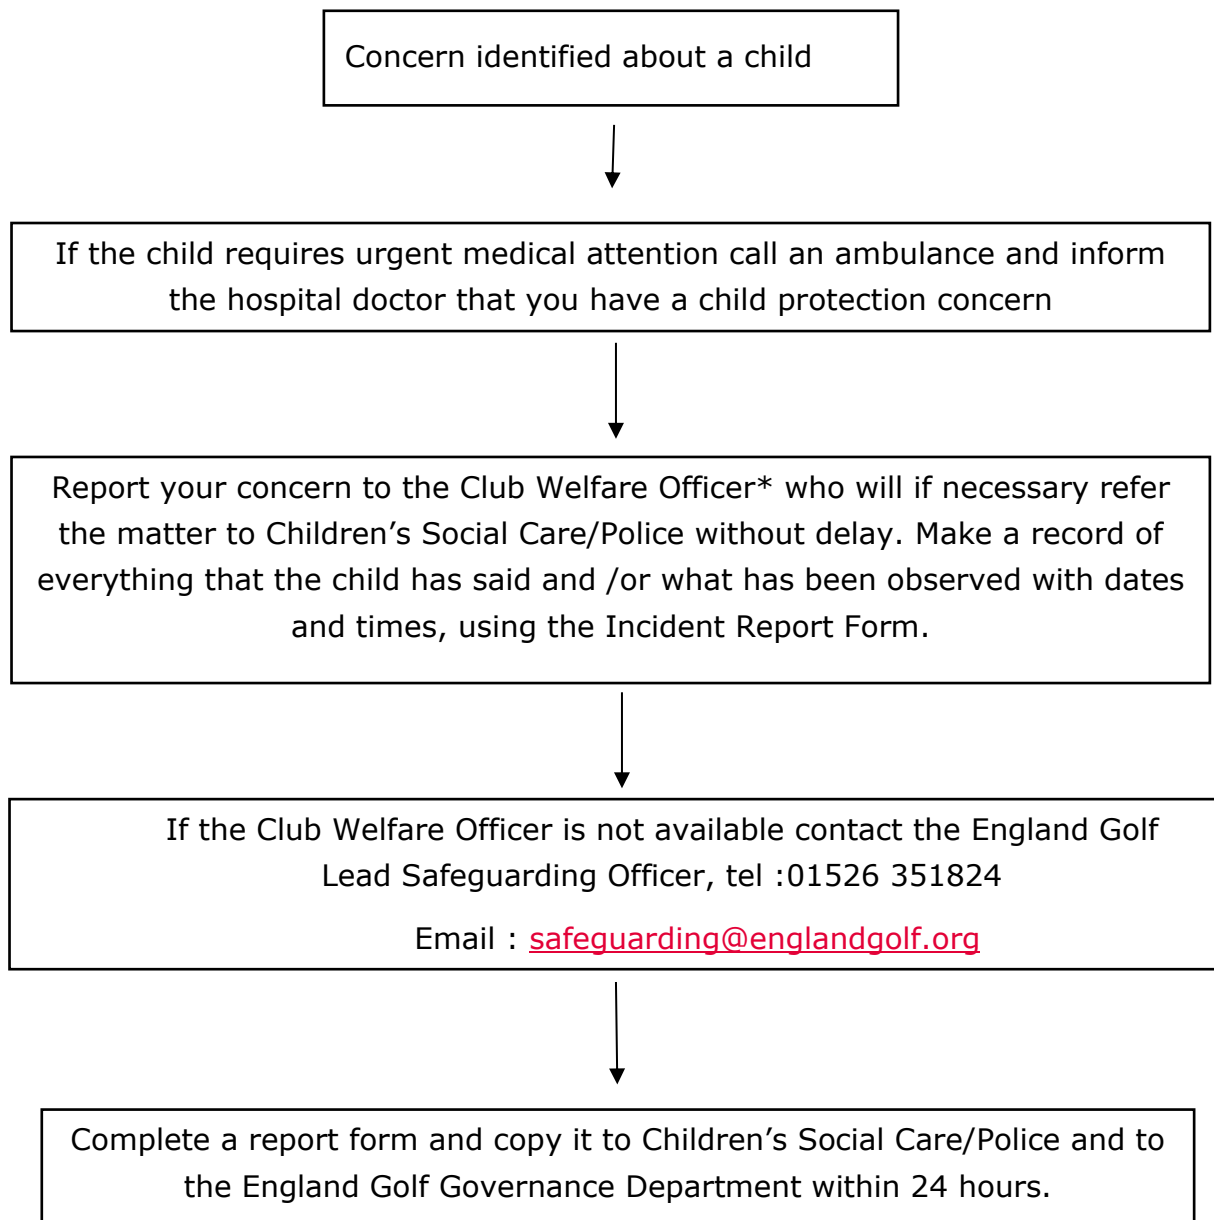 Concern identified about a child
If the child requires urgent medical attention call an ambulance and inform
the hospital doctor that you have a child protection concern
Report your concern to the Club Welfare Officer* who will if necessary refer
the matter to Children’s Social Care/Police without delay. Make a record of
everything that the child has said and /or what has been observed with dates
and times, using the Incident Report Form.
If the Club Welfare Officer is not available contact the England Golf
Lead Safeguarding Officer, tel :01526 351824
Email : safeguarding@englandgolf.org
Complete a report form and copy it to Children’s Social Care/Police and to
the England Golf Governance Department within 24 hours.